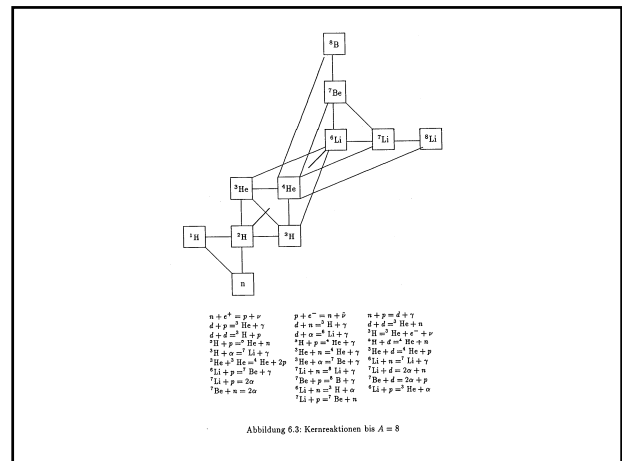 ⁸B
⁷Be
⁶Li ⁷Li ⁸Li
³He ⁴He
¹H ²H ³H
n
n + e⁺ = p + ν p + e⁻ = n + ν̄ n + p = d + γ
d + p =³ He + γ d + n =³ H + γ d + d =³ He + n
d + d =³ H + p d + α =⁶ Li + γ ³H =³ He + e⁻ + ν
³H + p =³ He + n ³H + p =⁴ He + γ ³H + d =⁴ He + n
³H + α =⁷ Li + γ ³He + n =⁴ He + γ ³He + d =⁴ He + p
³He +³ He =⁴ He + 2p ³He + α =⁷ Be + γ ⁶Li + n =⁷ Li + γ
⁶Li + p =⁷ Be + γ ⁷Li + n =⁸ Li + γ ⁷Li + d = 2α + n
⁷Li + p = 2α ⁷Be + p =⁸ B + γ ⁷Be + d = 2α + p
⁷Be + n = 2α ⁶Li + n =³ H + α ⁶Li + p =³ He + α
⁷Li + p =⁷ Be + n
Abbildung 6.3: Kernreaktionen bis A = 8